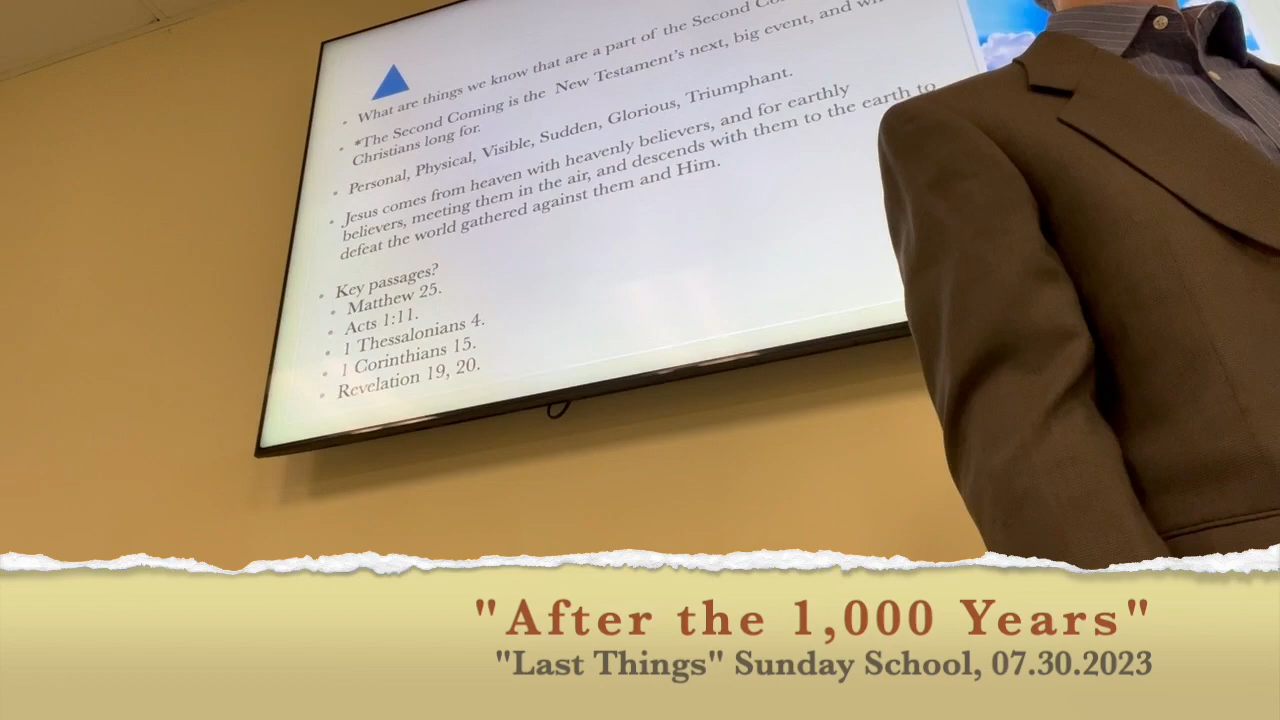 What are things we know that are a part of the Second
*The Second Coming is the New Testament's next, big event, and
Christians long for.
Personal, Physical, Visible, Sudden, Glorious, Triumphant.
Jesus comes from heaven with heavenly believers, and for earthly
believers, meeting them in the air, and descends with them to the earth to
defeat the world gathered against them and Him.
Key passages?
Matthew 25.
Acts 1:11.
1 Thessalonians 4.
1 Corinthians 15.
Revelation 19, 20.
"After the 1,000 Years"
"Last Things" Sunday School, 07.30.2023